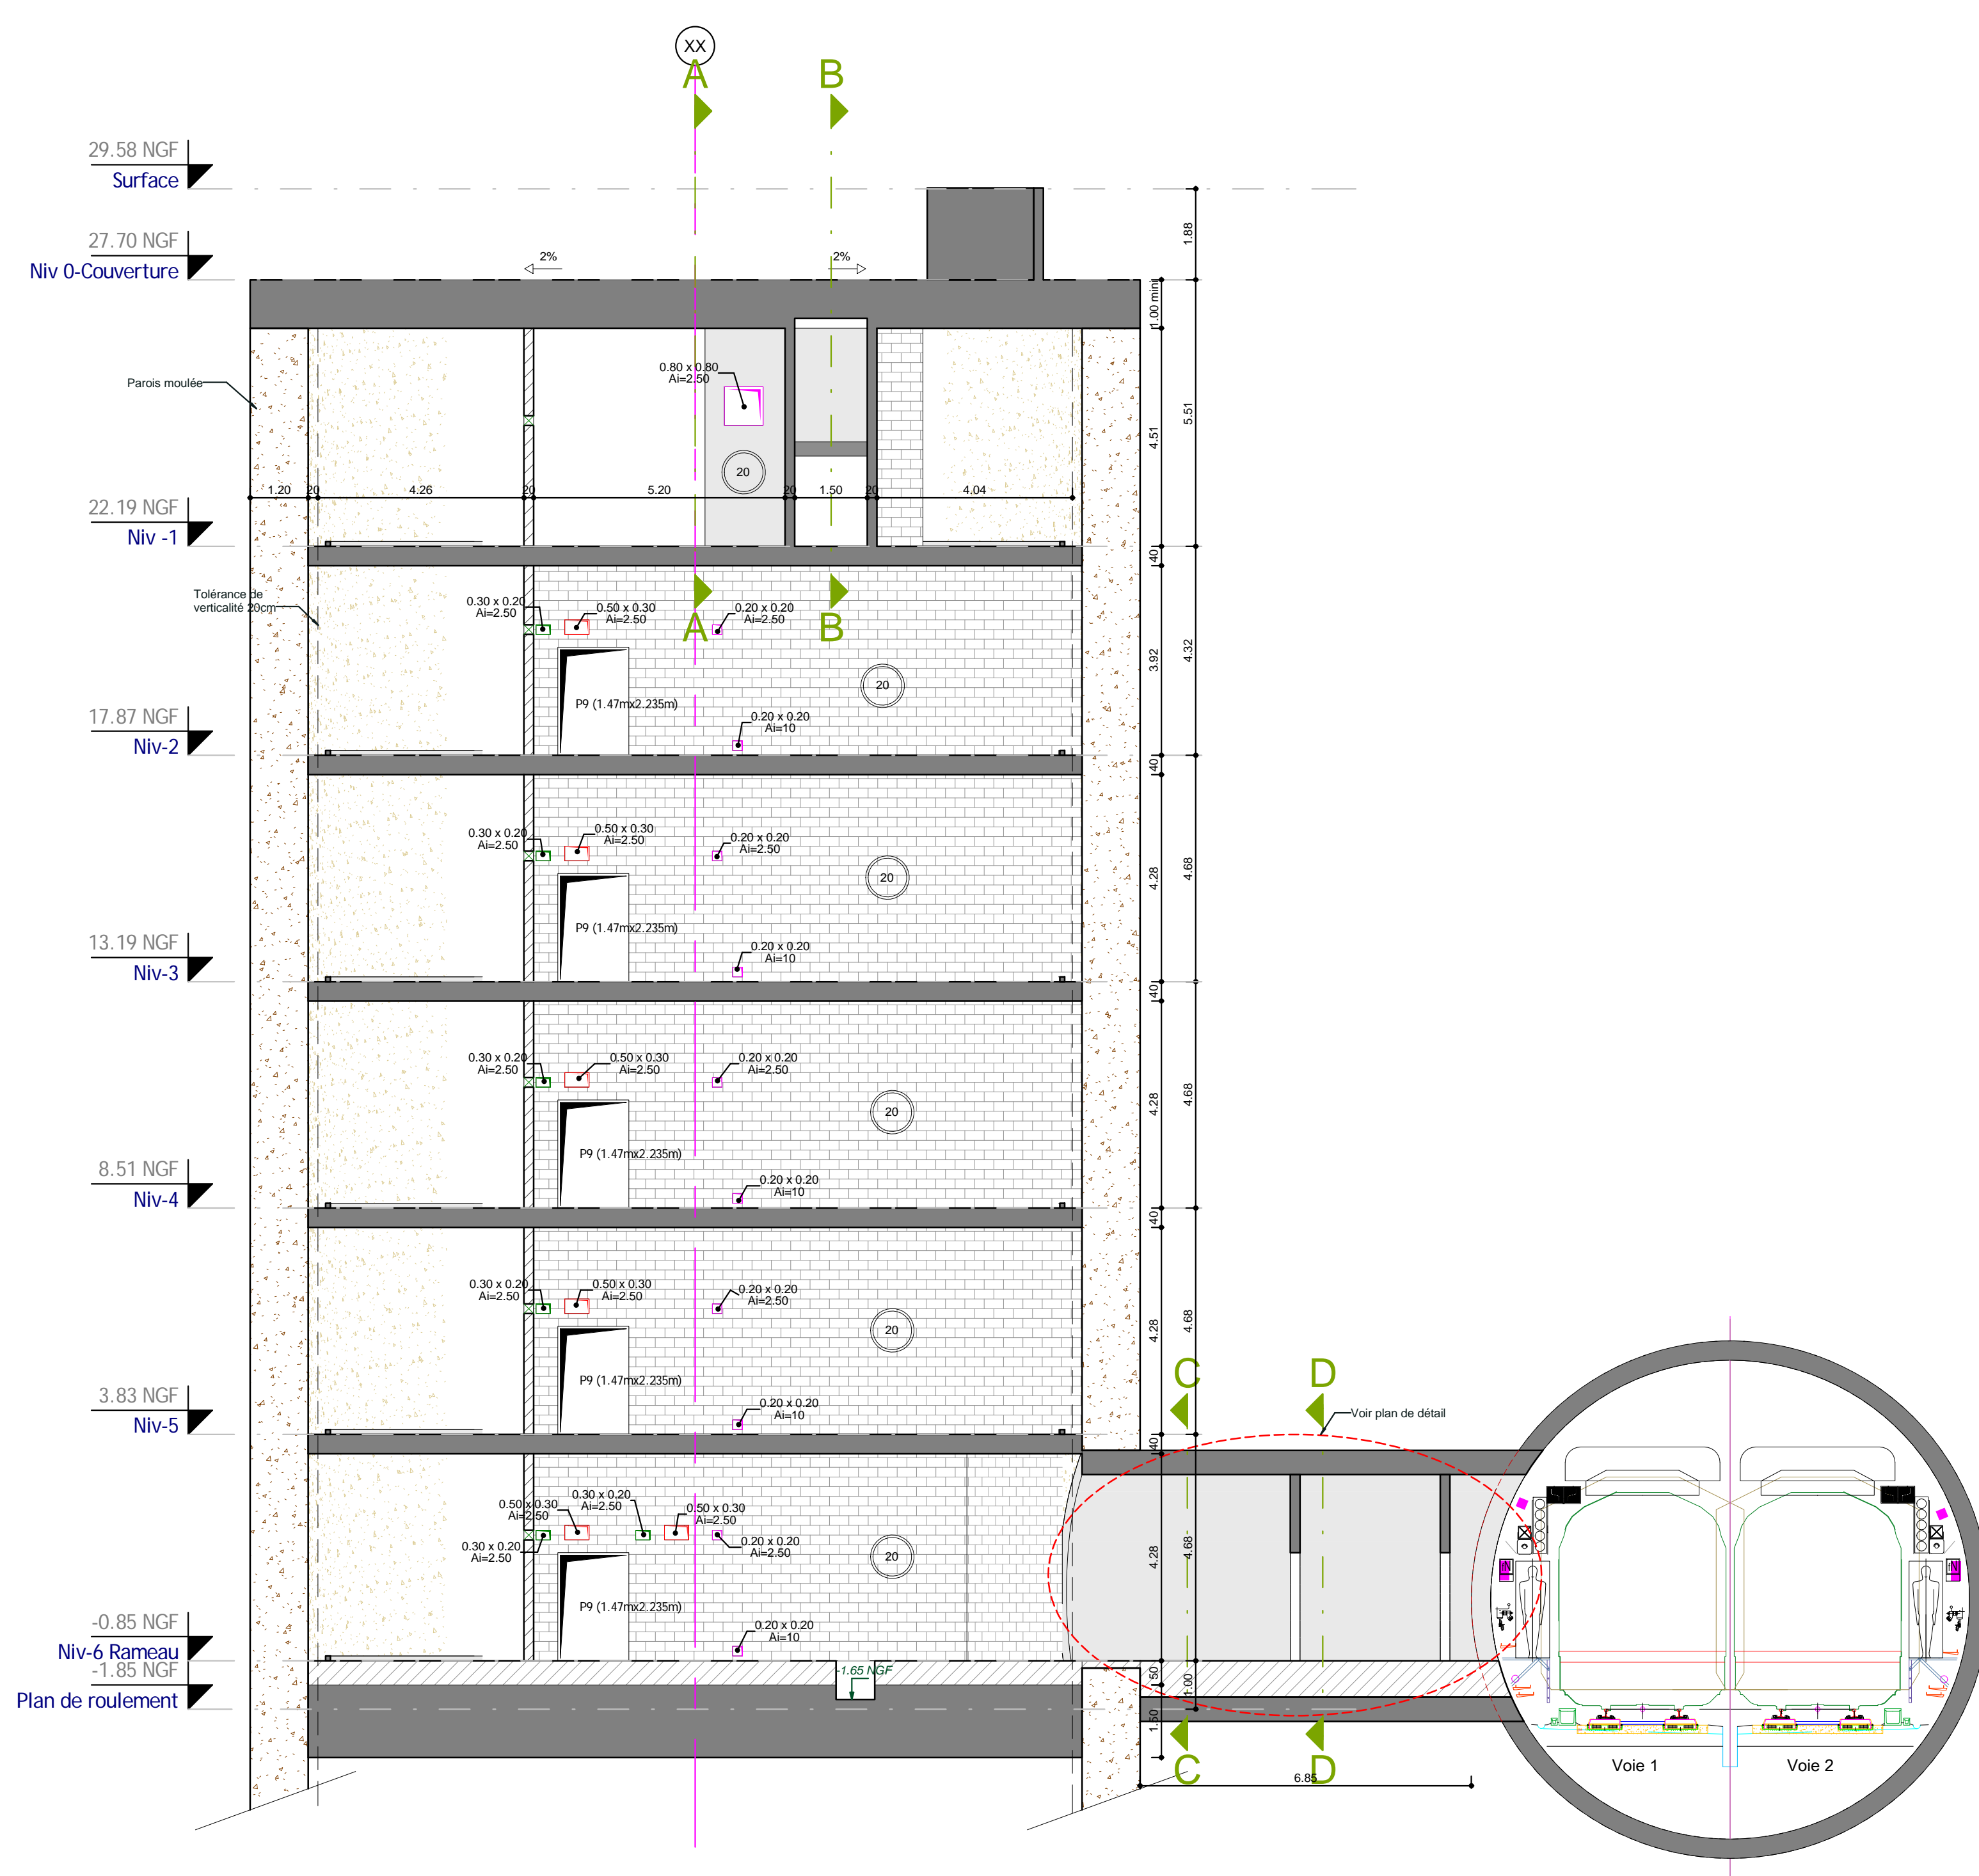 XX
A
B
29.58 NGF
Surface
1.88
27.70 NGF
Niv 0-Couverture
2%
2%
1.00 mini
Parois moulée
0.80 x 0.80
Ai=2.50
20
5.51
4.51
1.20
20
4.26
20
5.20
20
1.50
20
4.04
22.19 NGF
Niv -1
40
Tolérance de
verticalité 20cm
0.30 x 0.20
Ai=2.50
0.50 x 0.30
Ai=2.50
0.20 x 0.20
Ai=2.50
A
B
3.92
4.32
20
P9 (1.47mx2.235m)
0.20 x 0.20
Ai=10
17.87 NGF
Niv-2
40
0.30 x 0.20
Ai=2.50
0.50 x 0.30
Ai=2.50
0.20 x 0.20
Ai=2.50
20
4.28
4.68
P9 (1.47mx2.235m)
0.20 x 0.20
Ai=10
13.19 NGF
Niv-3
40
0.30 x 0.20
Ai=2.50
0.50 x 0.30
Ai=2.50
0.20 x 0.20
Ai=2.50
20
4.28
4.68
P9 (1.47mx2.235m)
0.20 x 0.20
Ai=10
8.51 NGF
Niv-4
40
0.30 x 0.20
Ai=2.50
0.50 x 0.30
Ai=2.50
0.20 x 0.20
Ai=2.50
20
4.28
4.68
P9 (1.47mx2.235m)
0.20 x 0.20
Ai=10
C
D
Voir plan de détail
3.83 NGF
Niv-5
40
0.50 x 0.30
Ai=2.50
0.30 x 0.20
Ai=2.50
0.50 x 0.30
Ai=2.50
0.30 x 0.20
Ai=2.50
0.20 x 0.20
Ai=2.50
20
4.28
4.68
P9 (1.47mx2.235m)
0.20 x 0.20
Ai=10
-0.85 NGF
Niv-6 Rameau
-1.85 NGF
Plan de roulement
-1.65 NGF
50
1.00
1.50
C
D
6.85
Voie 1
Voie 2